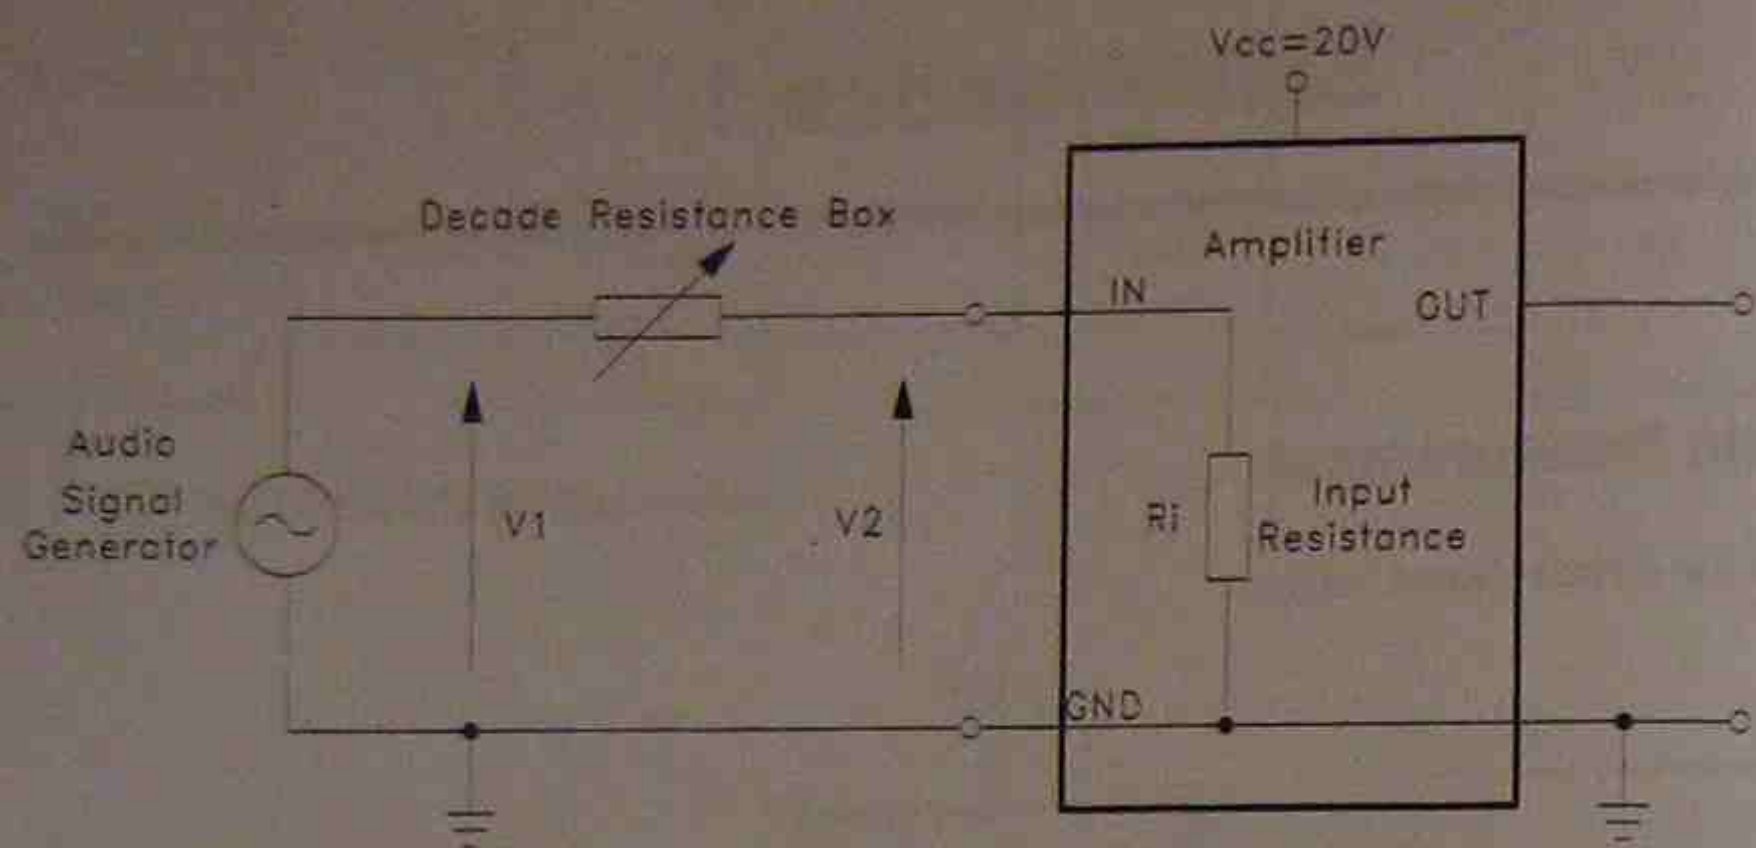 Vcc=20V
Decade Resistance Box
Amplifier
IN
OUT
Audio
Signal
Generator
V1
V2
Ri
Input
Resistance
GND